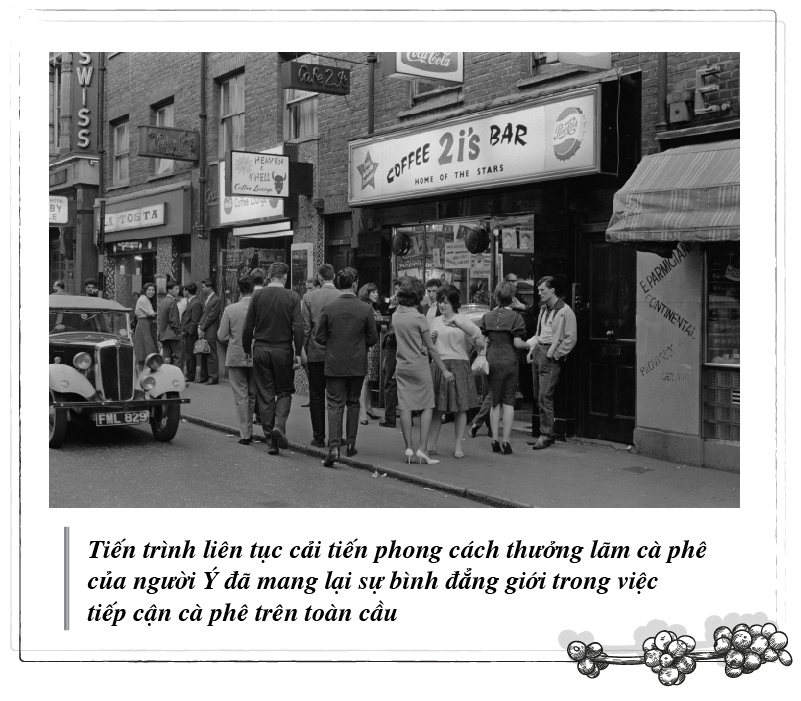 SWISS
Coca-Cola
Cafe 2 I's
Pepsi
HEAVEN
& HELL
Coffee Lounge
COFFEE 2i's BAR
HOME OF THE STARS
LA TOSTA
E.PARMIGIANI
CONTINENTAL
FML 829
Tiến trình liên tục cải tiến phong cách thưởng lãm cà phê
của người Ý đã mang lại sự bình đẳng giới trong việc
tiếp cận cà phê trên toàn cầu